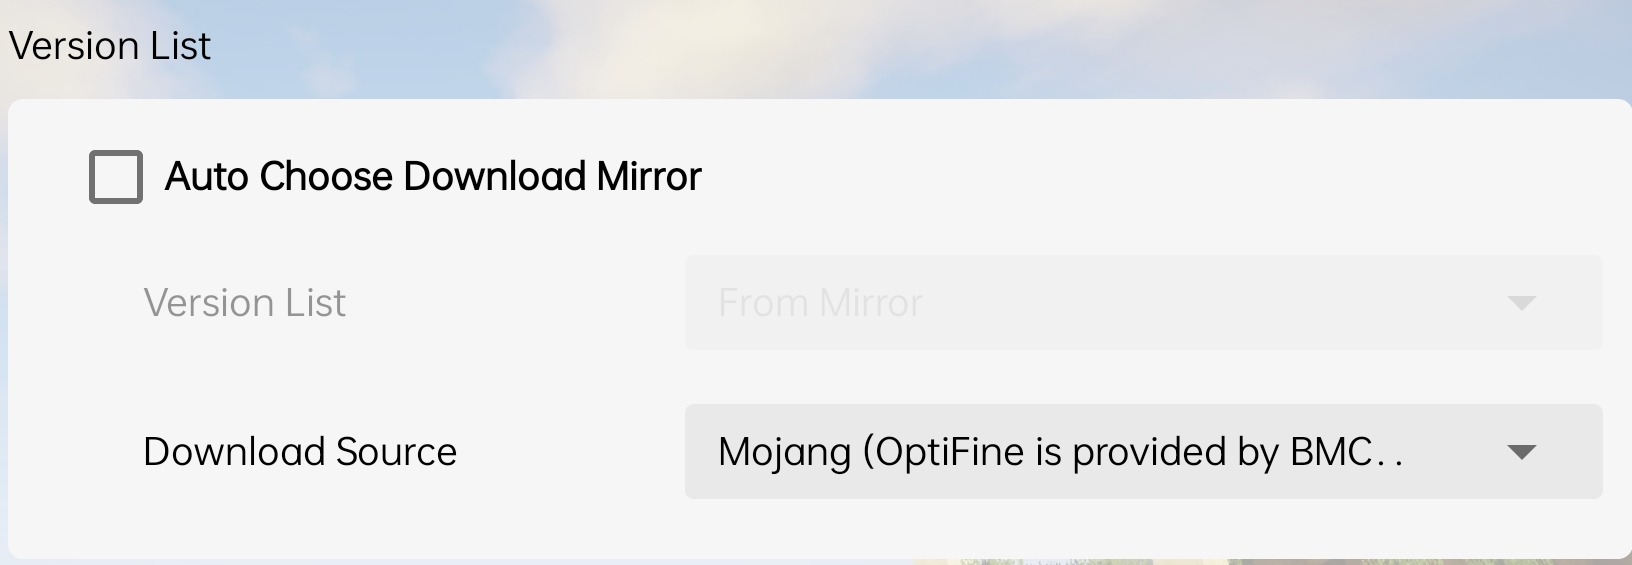 Version List
Auto Choose Download Mirror
Version List
From Mirror
Download Source
Mojang (OptiFine is provided by BMC..